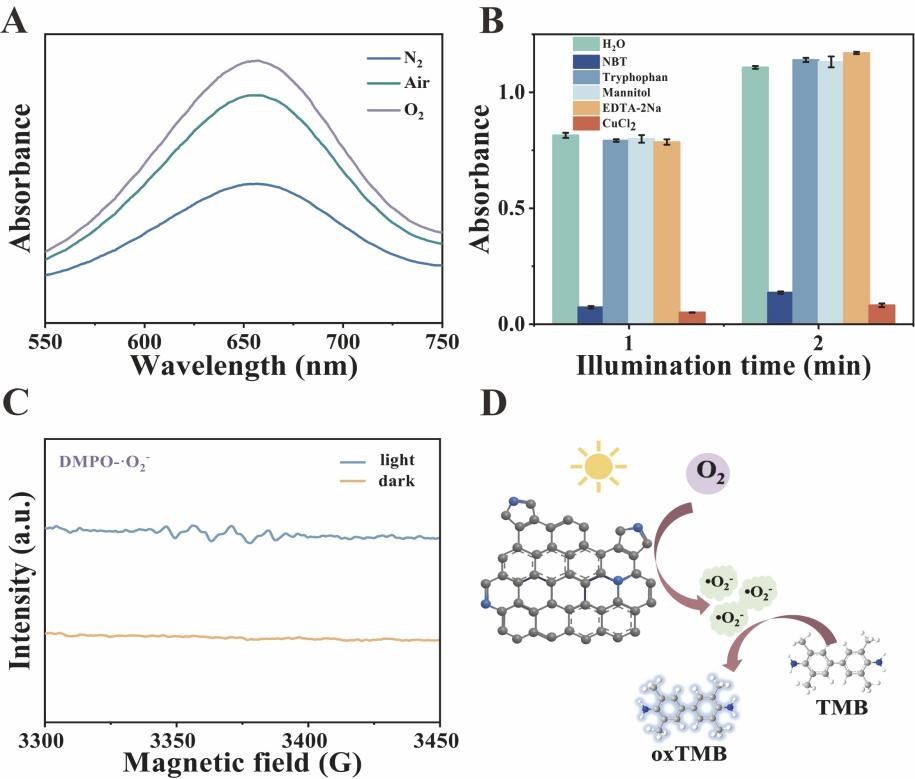 A
N₂
Air
O₂
Absorbance
550 600 650 700 750
Wavelength (nm)
B
H₂O
NBT
Tryphophan
Mannitol
EDTA-2Na
CuCl₂
1.0
0.5
0.0
Absorbance
1 2
Illumination time (min)
C
DMPO-·O₂⁻
light
dark
Intensity (a.u.)
3300 3350 3400 3450
Magnetic field (G)
D
O₂
•O₂⁻
•O₂⁻
•O₂⁻
TMB
oxTMB